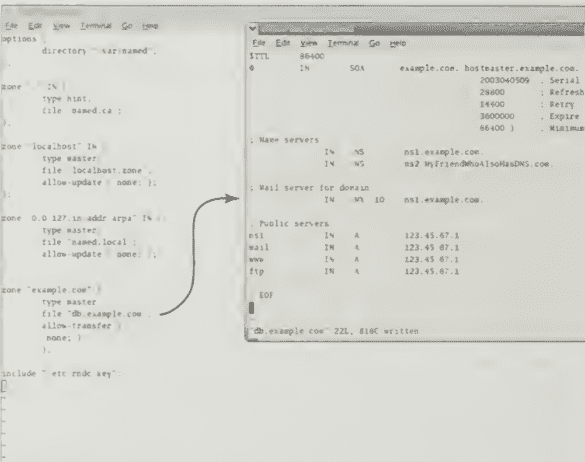 File Edit View Terminal Go Help
options
directory "/var/named",
zone "." IN
type hint,
file named.ca ;
),
zone "localhost" IN
type master
file localhost.zone ,
allow-update none; );
);
zone 0.0.127.in addr arpa" IN
type master
file "named.local ;
allow-update none; );
zone "example.com"
type master
file "db.example.com .
allow-transfer )
none; )
).
include " etc rndc key"
File Edit View Terminal Go Help
$TTL 86400
@ IN SOA example.com. hostmaster.example.com.
2003040509 . Serial
28800 ; Refresh
14400 ; Retry
3600000 . Expire
86400 ) . Minimum
; Name servers
IN NS ns1.example.com.
IN NS ns2 MyFriendWhoAlsoHasDNS.com.
; Mail server for domain
IN MX 10 ns1.example.com.
. Public servers
ns1 IN A 123.45.67.1
mail IN A 123.45.67.1
www IN A 123.45.67.1
ftp IN A 123.45.67.1
EOF
"db.example com" 22L, 810C written